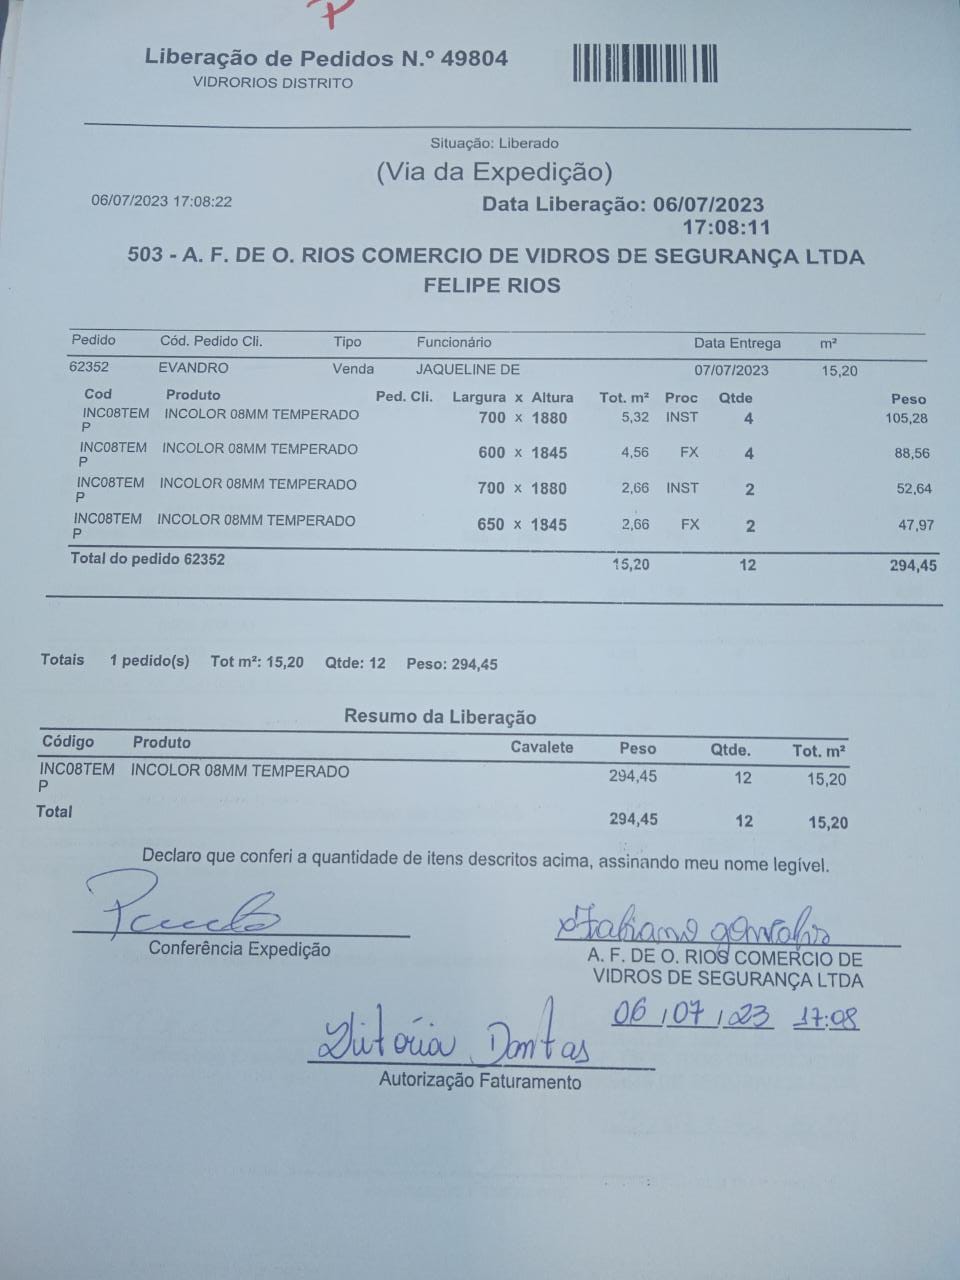 Liberação de Pedidos N.º 49804
VIDRORIOS DISTRITO
Situação: Liberado
(Via da Expedição)
06/07/2023 17:08:22
Data Liberação: 06/07/2023
17:08:11
503 - A. F. DE O. RIOS COMERCIO DE VIDROS DE SEGURANÇA LTDA
FELIPE RIOS
Pedido Cód. Pedido Cli. Tipo Funcionário Data Entrega m²
62352 EVANDRO Venda JAQUELINE DE 07/07/2023 15,20
Cod Produto Ped. Cli. Largura x Altura Tot. m² Proc Qtde Peso
INC08TEM INCOLOR 08MM TEMPERADO 700 x 1880 5,32 INST 4 105,28
P
INC08TEM INCOLOR 08MM TEMPERADO 600 x 1845 4,56 FX 4 88,56
P
INC08TEM INCOLOR 08MM TEMPERADO 700 x 1880 2,66 INST 2 52,64
P
INC08TEM INCOLOR 08MM TEMPERADO 650 x 1845 2,66 FX 2 47,97
P
Total do pedido 62352 15,20 12 294,45
Totais 1 pedido(s) Tot m²: 15,20 Qtde: 12 Peso: 294,45
Resumo da Liberação
Código Produto Cavalete Peso Qtde. Tot. m²
INC08TEM INCOLOR 08MM TEMPERADO 294,45 12 15,20
P
Total 294,45 12 15,20
Declaro que conferi a quantidade de itens descritos acima, assinando meu nome legível.
Fabiano
Conferência Expedição
A. F. DE O. RIOS COMERCIO DE
VIDROS DE SEGURANÇA LTDA
06/07/23 17:08
Vitória Dantas
Autorização Faturamento